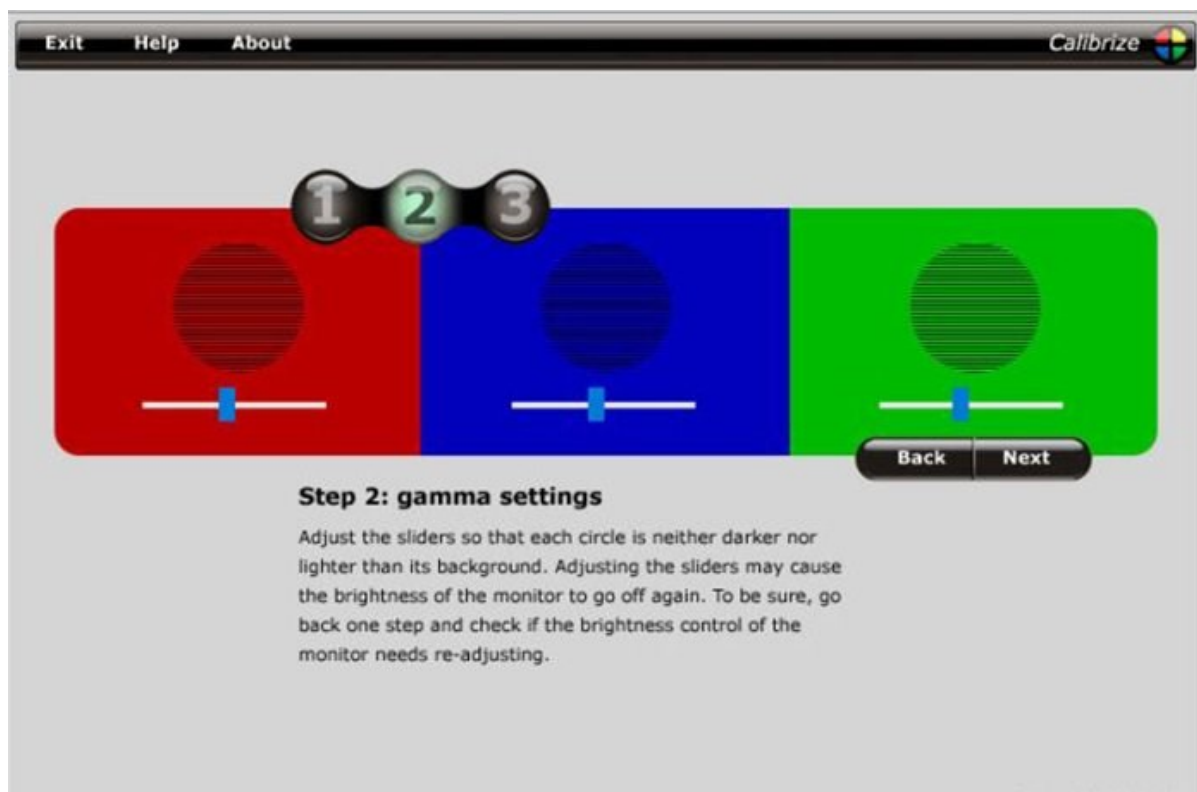 Exit Help About Calibrize
1 2 3
Back Next
Step 2: gamma settings
Adjust the sliders so that each circle is neither darker nor
lighter than its background. Adjusting the sliders may cause
the brightness of the monitor to go off again. To be sure, go
back one step and check if the brightness control of the
monitor needs re-adjusting.